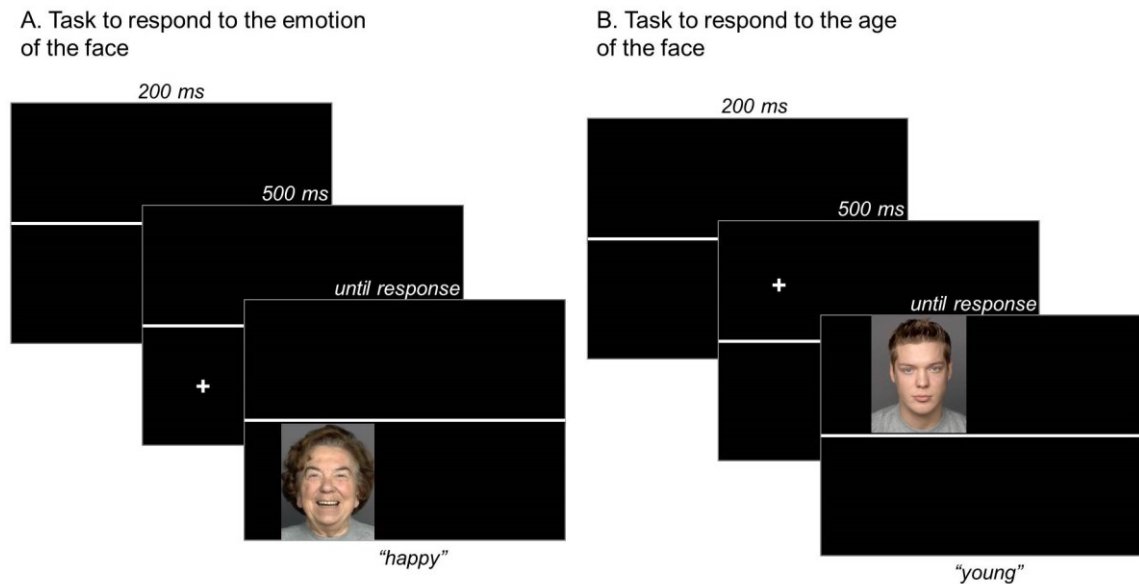 A. Task to respond to the emotion
of the face
200 ms
500 ms
until response
“happy”
B. Task to respond to the age
of the face
200 ms
500 ms
until response
“young”